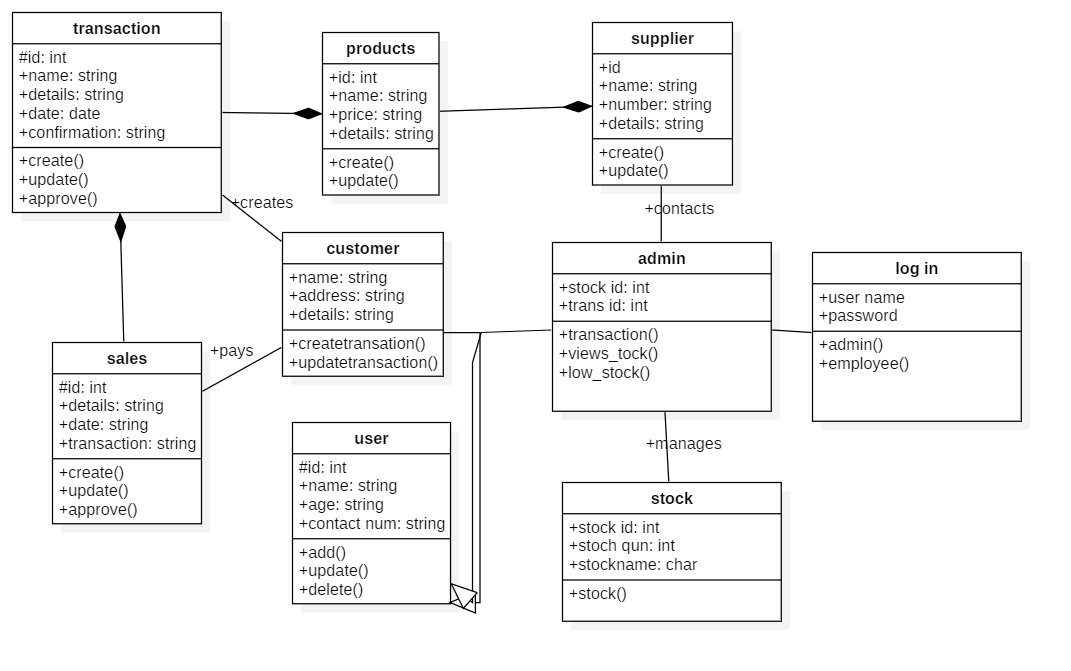 transaction
#id: int
+name: string
+details: string
+date: date
+confirmation: string
+create()
+update()
+approve()
products
+id: int
+name: string
+price: string
+details: string
+create()
+update()
supplier
+id
+name: string
+number: string
+details: string
+create()
+update()
+creates
+contacts
customer
+name: string
+address: string
+details: string
+createtransation()
+updatetransaction()
admin
+stock id: int
+trans id: int
+transaction()
+views_tock()
+low_stock()
log in
+user name
+password
+admin()
+employee()
+pays
sales
#id: int
+details: string
+date: string
+transaction: string
+create()
+update()
+approve()
user
#id: int
+name: string
+age: string
+contact num: string
+add()
+update()
+delete()
+manages
stock
+stock id: int
+stoch qun: int
+stockname: char
+stock()